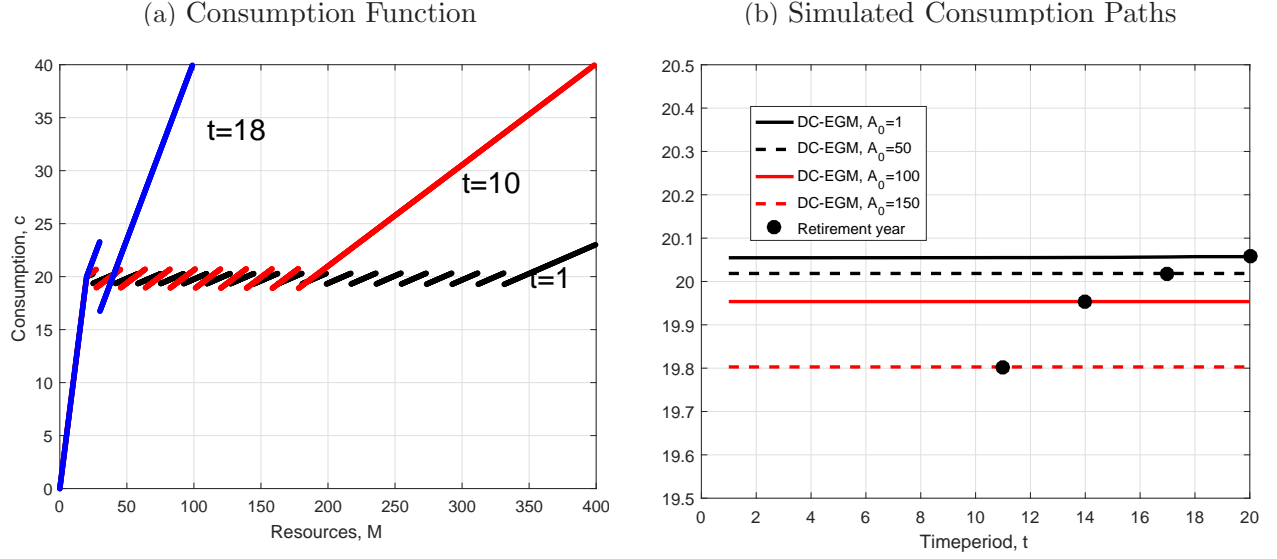 (a) Consumption Function
40
35
30
25
20
15
10
5
0
Consumption, c
t=18
t=10
t=1
0 50 100 150 200 250 300 350 400
Resources, M
(b) Simulated Consumption Paths
20.5
20.4
20.3
20.2
20.1
20
19.9
19.8
19.7
19.6
19.5
DC-EGM, A0=1
DC-EGM, A0=50
DC-EGM, A0=100
DC-EGM, A0=150
Retirement year
0 2 4 6 8 10 12 14 16 18 20
Timeperiod, t